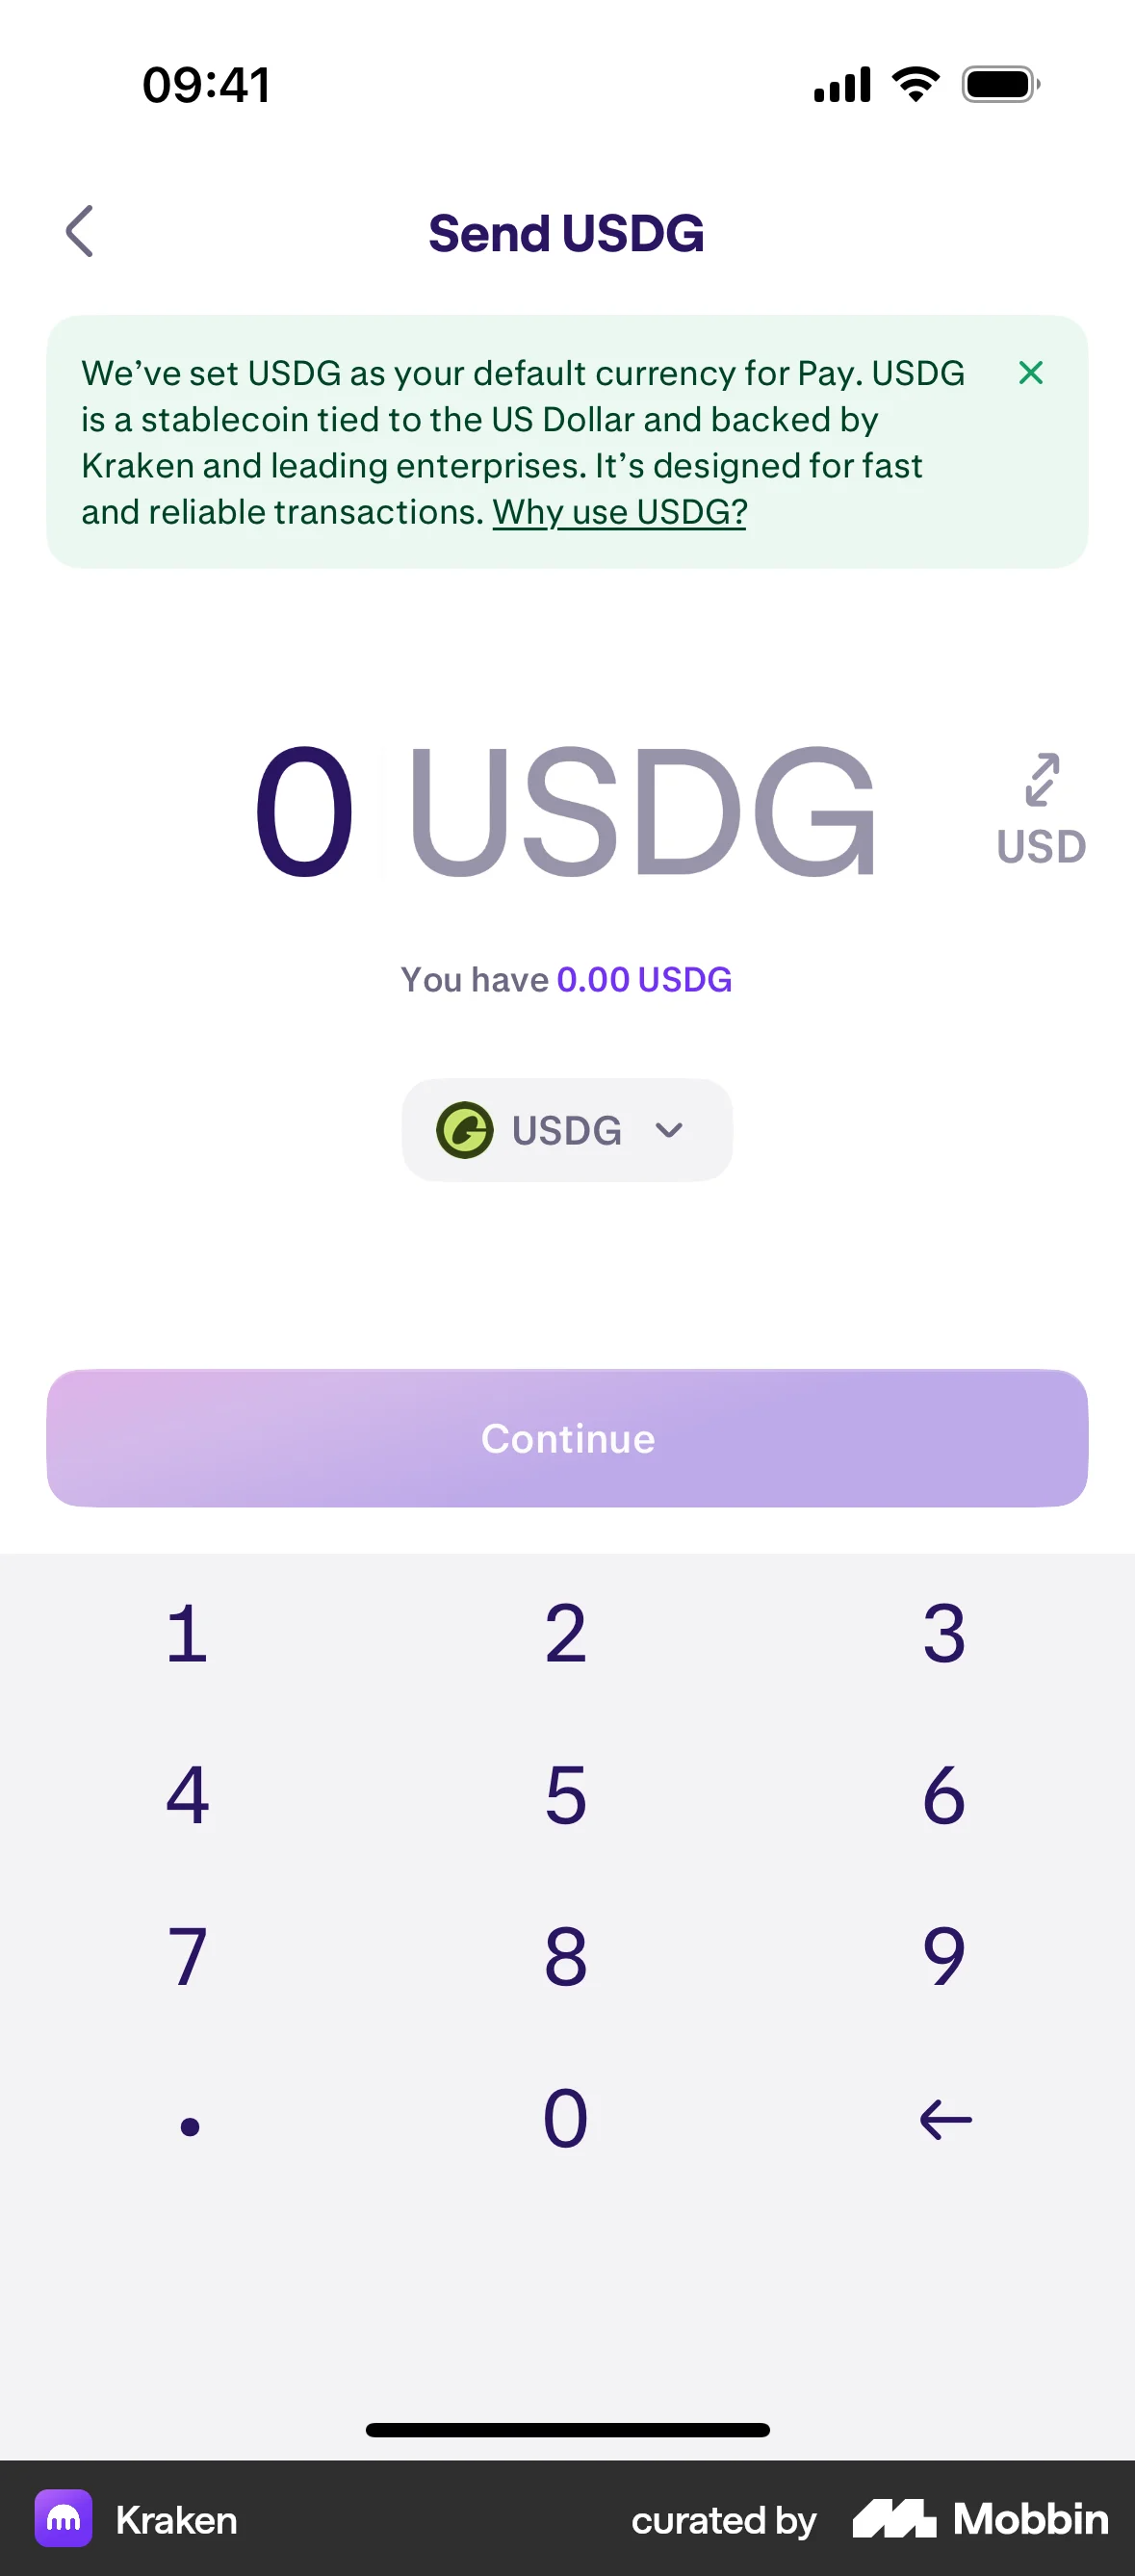 09:41
Send USDG
We’ve set USDG as your default currency for Pay. USDG
is a stablecoin tied to the US Dollar and backed by
Kraken and leading enterprises. It’s designed for fast
and reliable transactions. Why use USDG?
0 USDG
USD
You have 0.00 USDG
USDG
Continue
1 2 3
4 5 6
7 8 9
. 0
Kraken curated by Mobbin